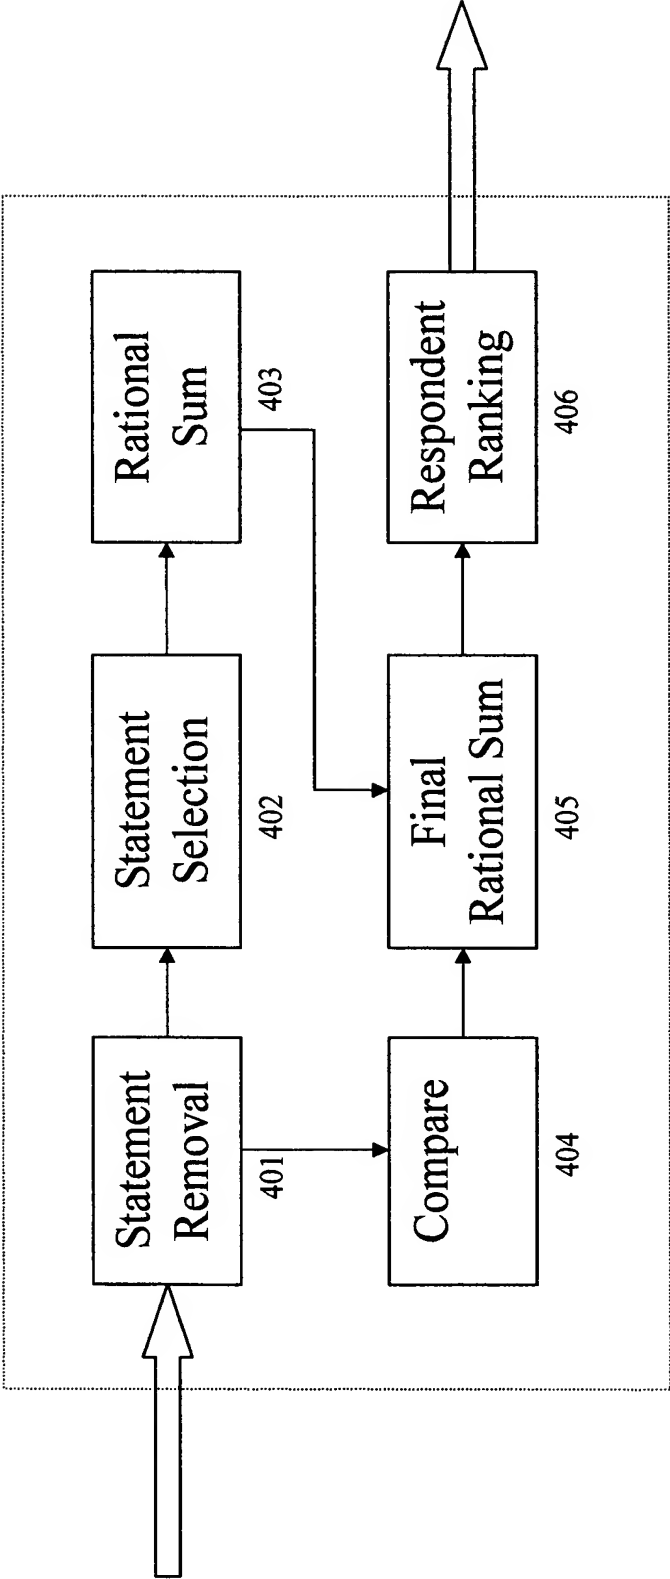 Statement
Removal
401
Statement
Selection
402
Rational
Sum
403
Compare
404
Final
Rational Sum
405
Respondent
Ranking
406